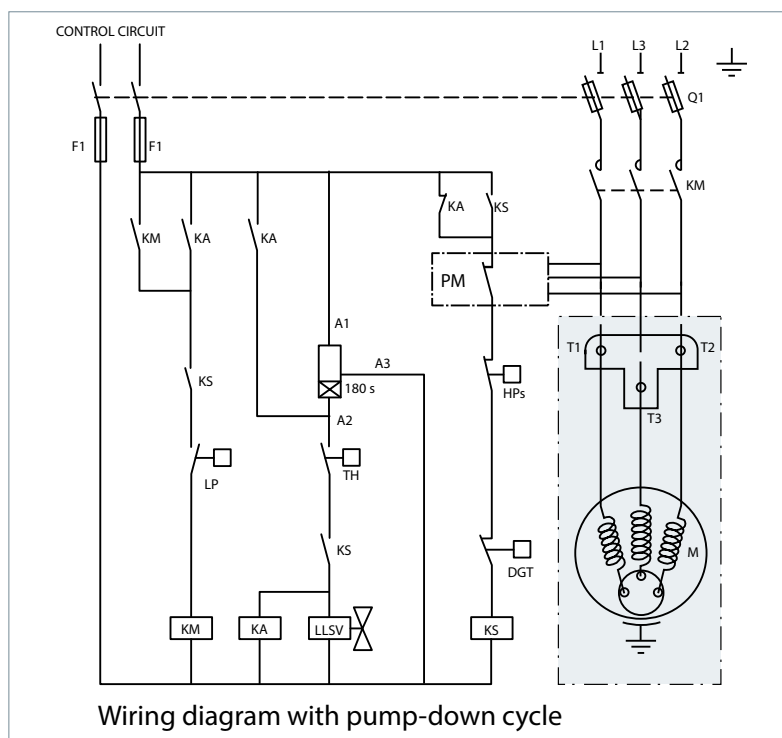 CONTROL CIRCUIT
L1 L3 L2
Q1
F1 F1
KM
KA KS
KM KA KA
PM
A1
T1 T2
A3
180 s
HPs
KS
A2
T3
LP TH
KS M
DGT
KM KA LLSV KS
Wiring diagram with pump-down cycle